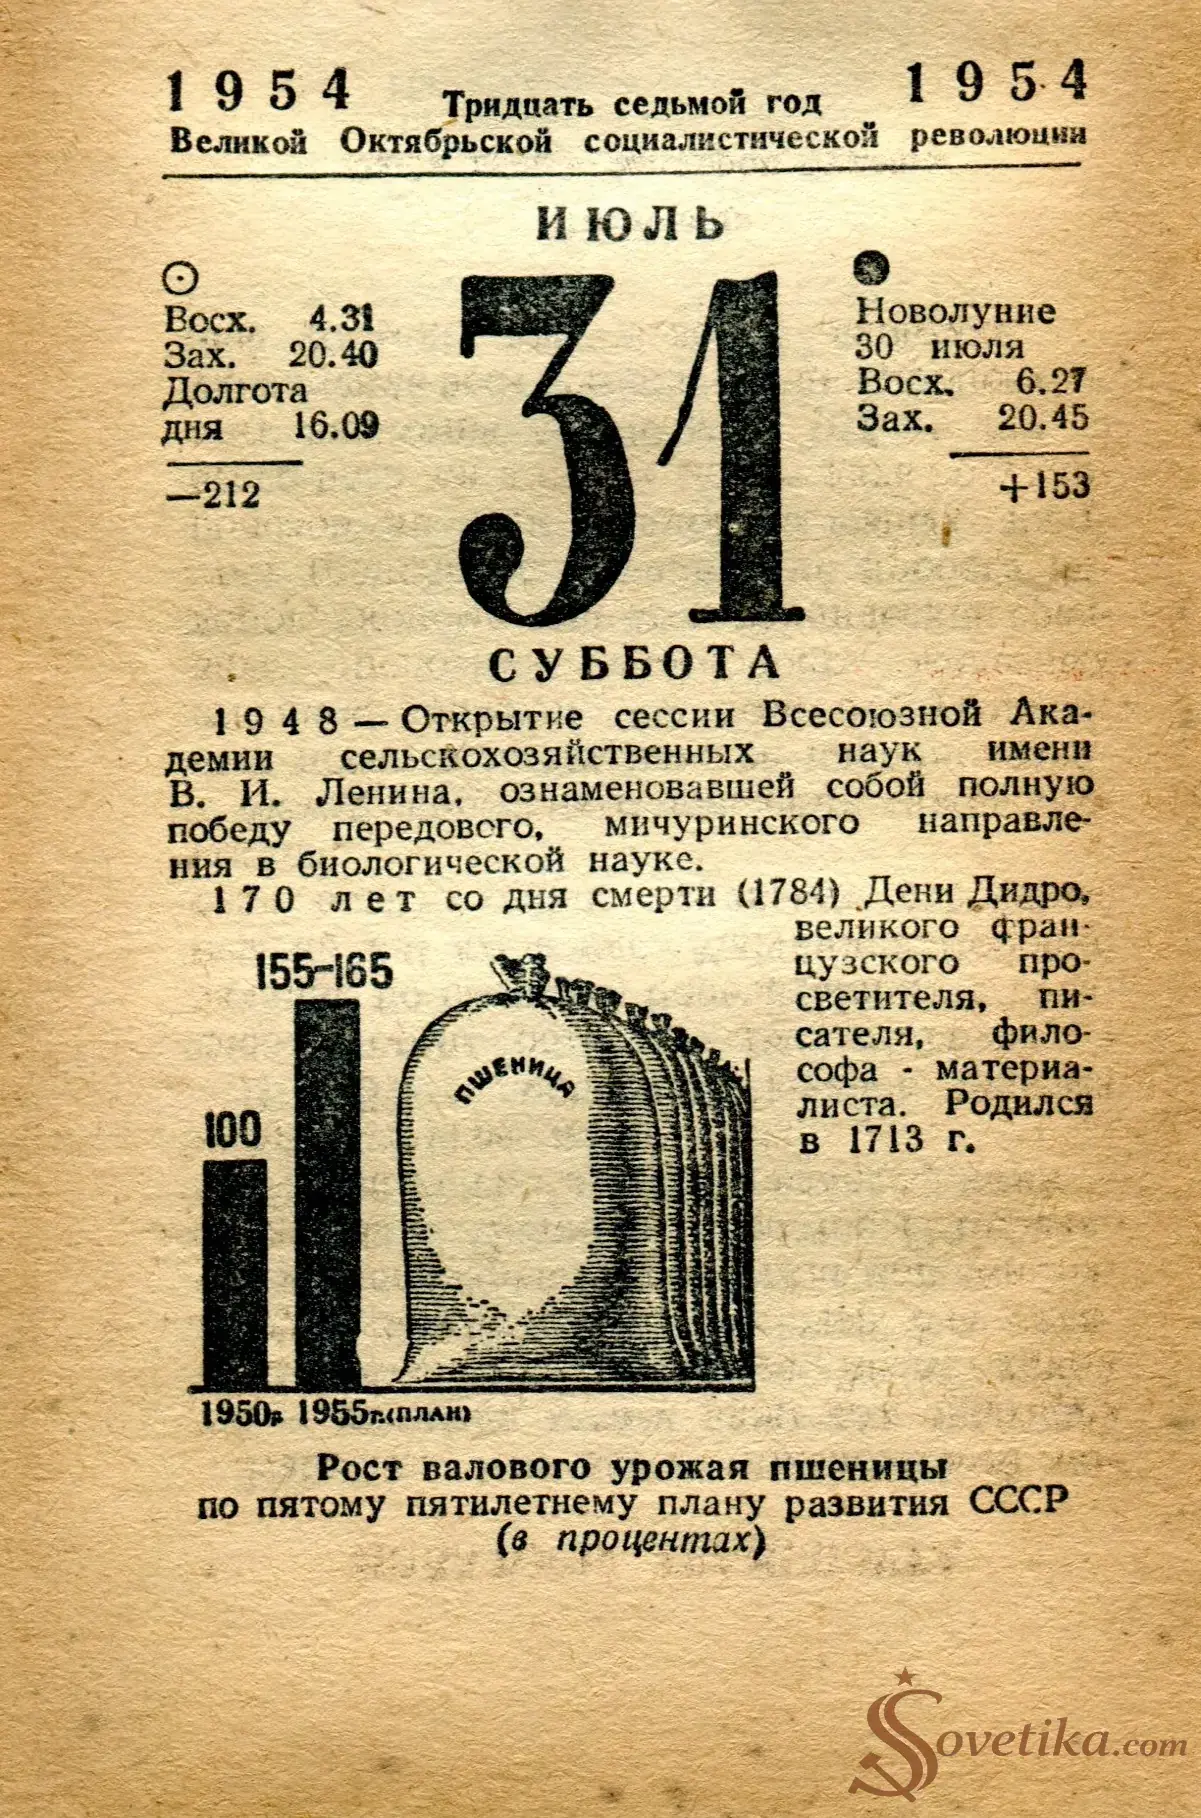 1954 Тридцать седьмой год 1954
Великой Октябрьской социалистической революции
ИЮЛЬ
Восх. 4.31
Зах. 20.40
Долгота
дня 16.09
—212
31
Новолуние
30 июля
Восх. 6.27
Зах. 20.45
+153
СУББОТА
1948 — Открытие сессии Всесоюзной Ака-
демии сельскохозяйственных наук имени
В. И. Ленина, ознаменовавшей собой полную
победу передового, мичуринского направле-
ния в биологической науке.
170 лет со дня смерти (1784) Дени Дидро,
великого фран-
цузского про-
светителя, пи-
сателя, фило-
софа - материа-
листа. Родился
в 1713 г.
155-165
100
ПШЕНИЦА
1950г. 1955г.(ПЛАН)
Рост валового урожая пшеницы
по пятому пятилетнему плану развития СССР
(в процентах)
Sovetika.com